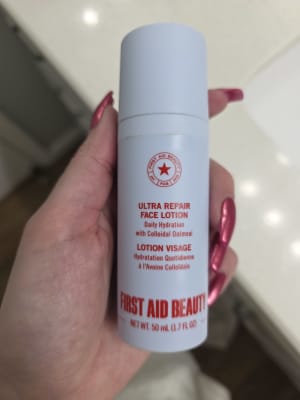 FIRST AID BEAUTY
FAB
ULTRA REPAIR
FACE LOTION
Daily Hydration
with Colloidal Oatmeal
LOTION VISAGE
Hydratation Quotidienne
à l'Avoine Colloïdale
FIRST AID BEAUTY
NET WT. 50 mL (1.7 FL OZ)